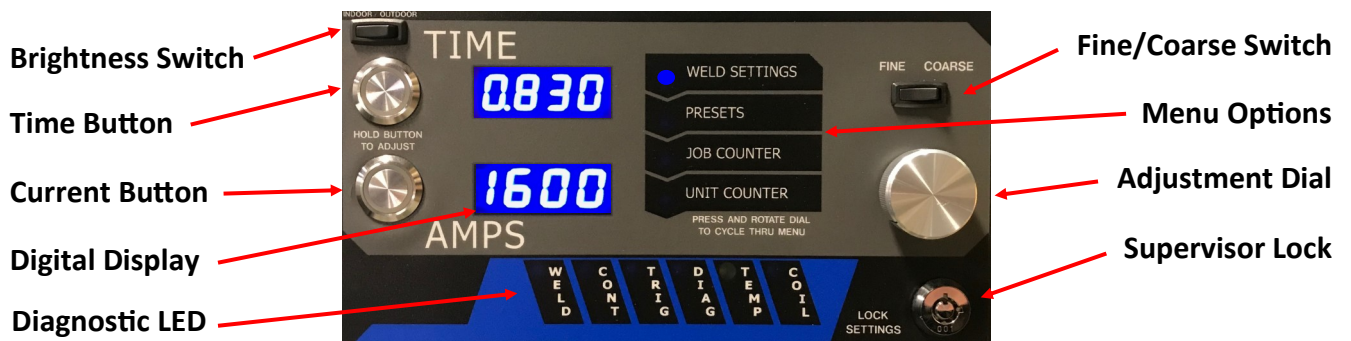 Brightness Switch
Time Button
Current Button
Digital Display
Diagnostic LED
INDOOR / OUTDOOR
TIME
0.830
HOLD BUTTON
TO ADJUST
1600
AMPS
WELD SETTINGS
PRESETS
JOB COUNTER
UNIT COUNTER
PRESS AND ROTATE DIAL
TO CYCLE THRU MENU
FINE COARSE
WELD
CONT
TRIG
DIAG
TEMP
COIL
LOCK
SETTINGS
Fine/Coarse Switch
Menu Options
Adjustment Dial
Supervisor Lock